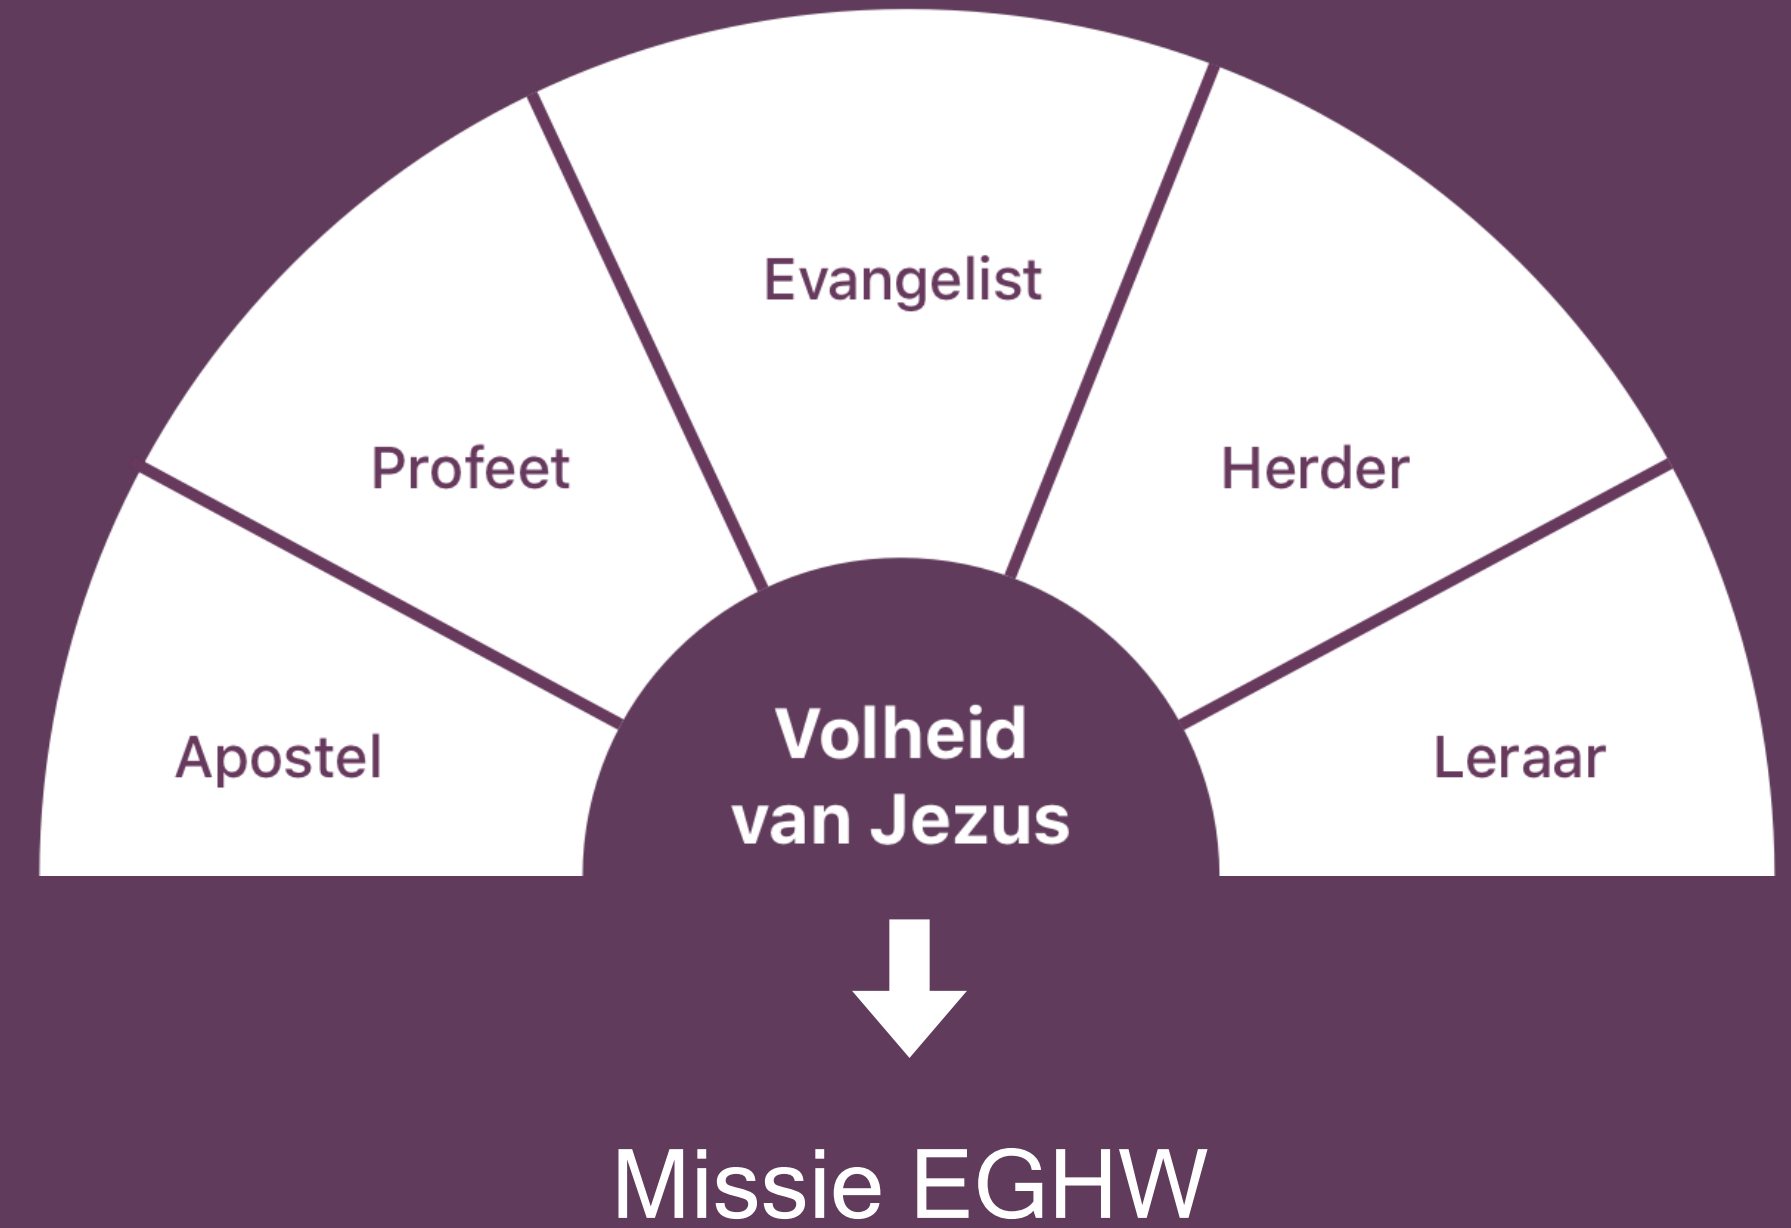 Evangelist
Profeet
Herder
Apostel
Leraar
Volheid
van Jezus
Missie EGHW